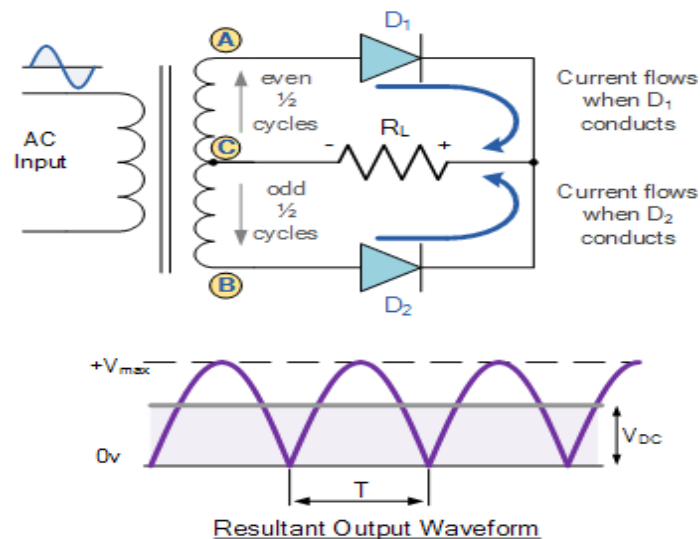 A
D1
AC
Input
even
½
cycles
Current flows
when D1
conducts
C
-
RL
+
odd
½
cycles
Current flows
when D2
conducts
B
D2
+Vmax
0v
VDC
T
Resultant Output Waveform